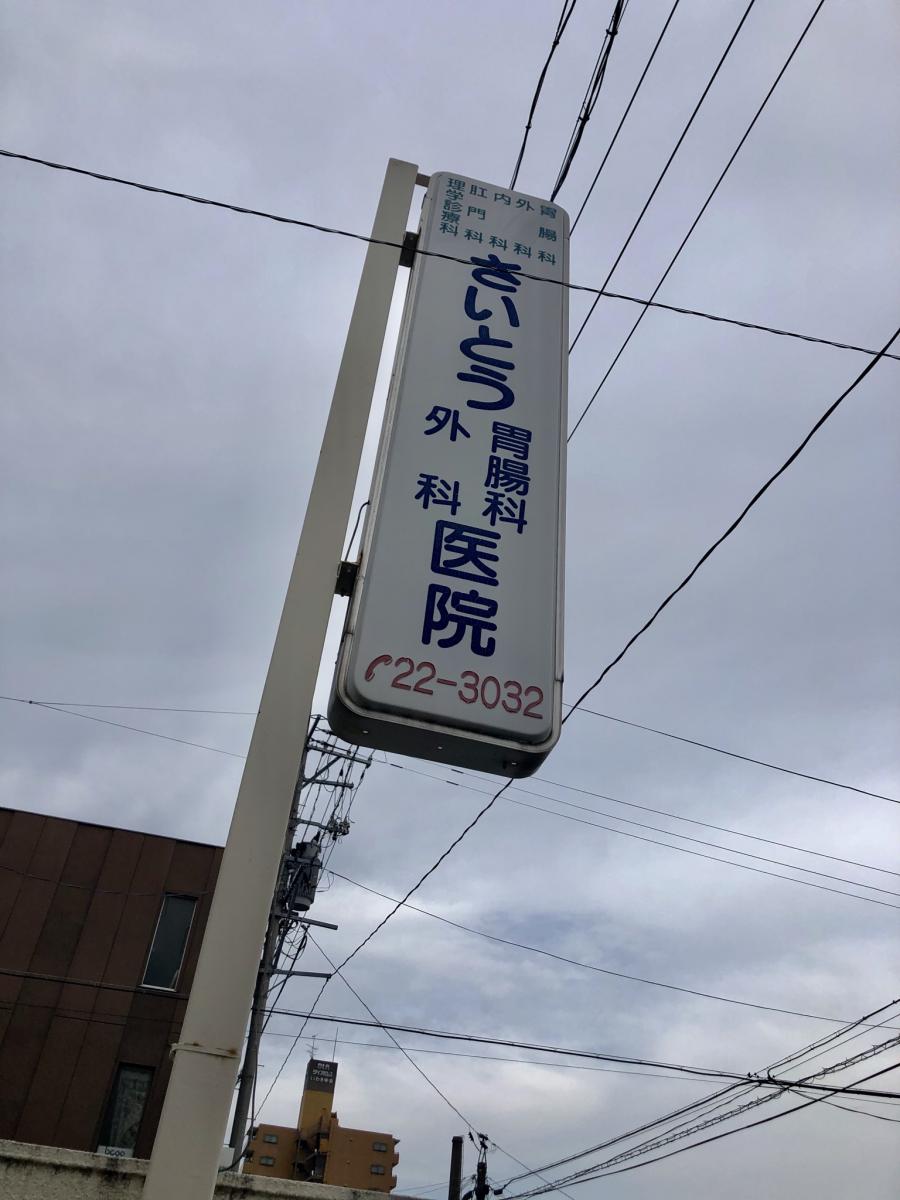 胃腸科
外科
内科
肛門科
理学診療科
さいとう
胃腸科
外科
医院
22-3032